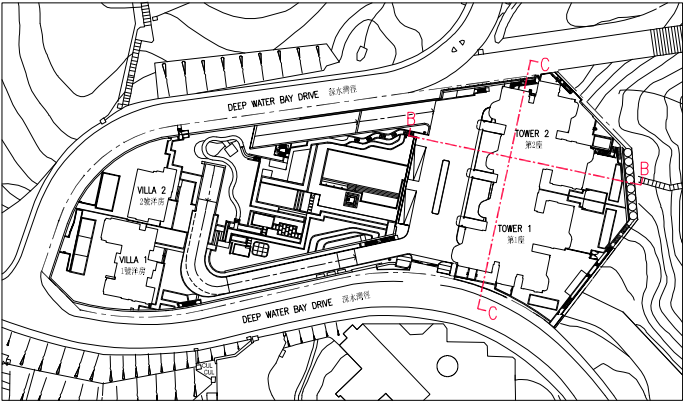 C
DEEP WATER BAY DRIVE 深水灣徑
B
TOWER 2
第2座
B
VILLA 2
2號洋房
TOWER 1
第1座
VILLA 1
1號洋房
DEEP WATER BAY DRIVE 深水灣徑
C
CUL
CUL